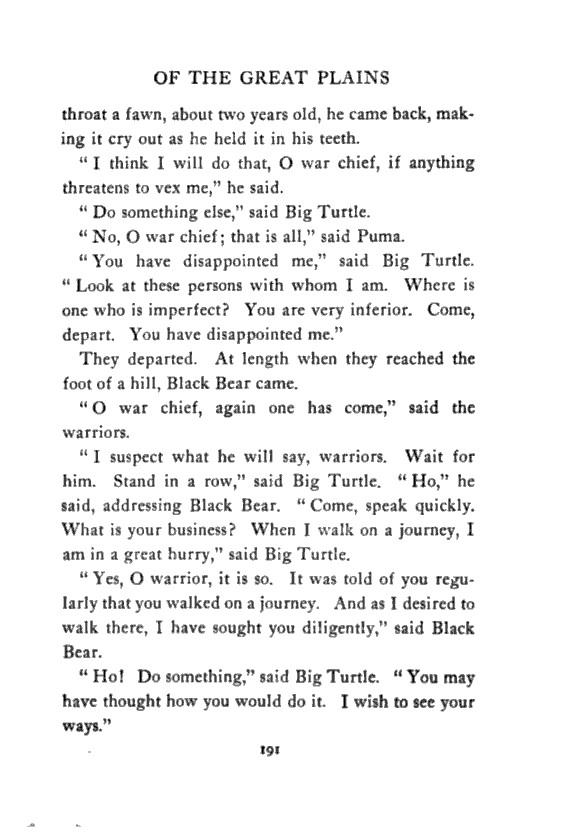 OF THE GREAT PLAINS
throat a fawn, about two years old, he came back, mak-
ing it cry out as he held it in his teeth.
“ I think I will do that, O war chief, if anything
threatens to vex me,” he said.
“ Do something else,” said Big Turtle.
“ No, O war chief; that is all,” said Puma.
“ You have disappointed me,” said Big Turtle.
“ Look at these persons with whom I am. Where is
one who is imperfect? You are very inferior. Come,
depart. You have disappointed me.”
They departed. At length when they reached the
foot of a hill, Black Bear came.
“ O war chief, again one has come,” said the
warriors.
“ I suspect what he will say, warriors. Wait for
him. Stand in a row,” said Big Turtle. “ Ho,” he
said, addressing Black Bear. “ Come, speak quickly.
What is your business? When I walk on a journey, I
am in a great hurry,” said Big Turtle.
“ Yes, O warrior, it is so. It was told of you regu-
larly that you walked on a journey. And as I desired to
walk there, I have sought you diligently,” said Black
Bear.
“ Ho! Do something,” said Big Turtle. “ You may
have thought how you would do it. I wish to see your
ways.”
191